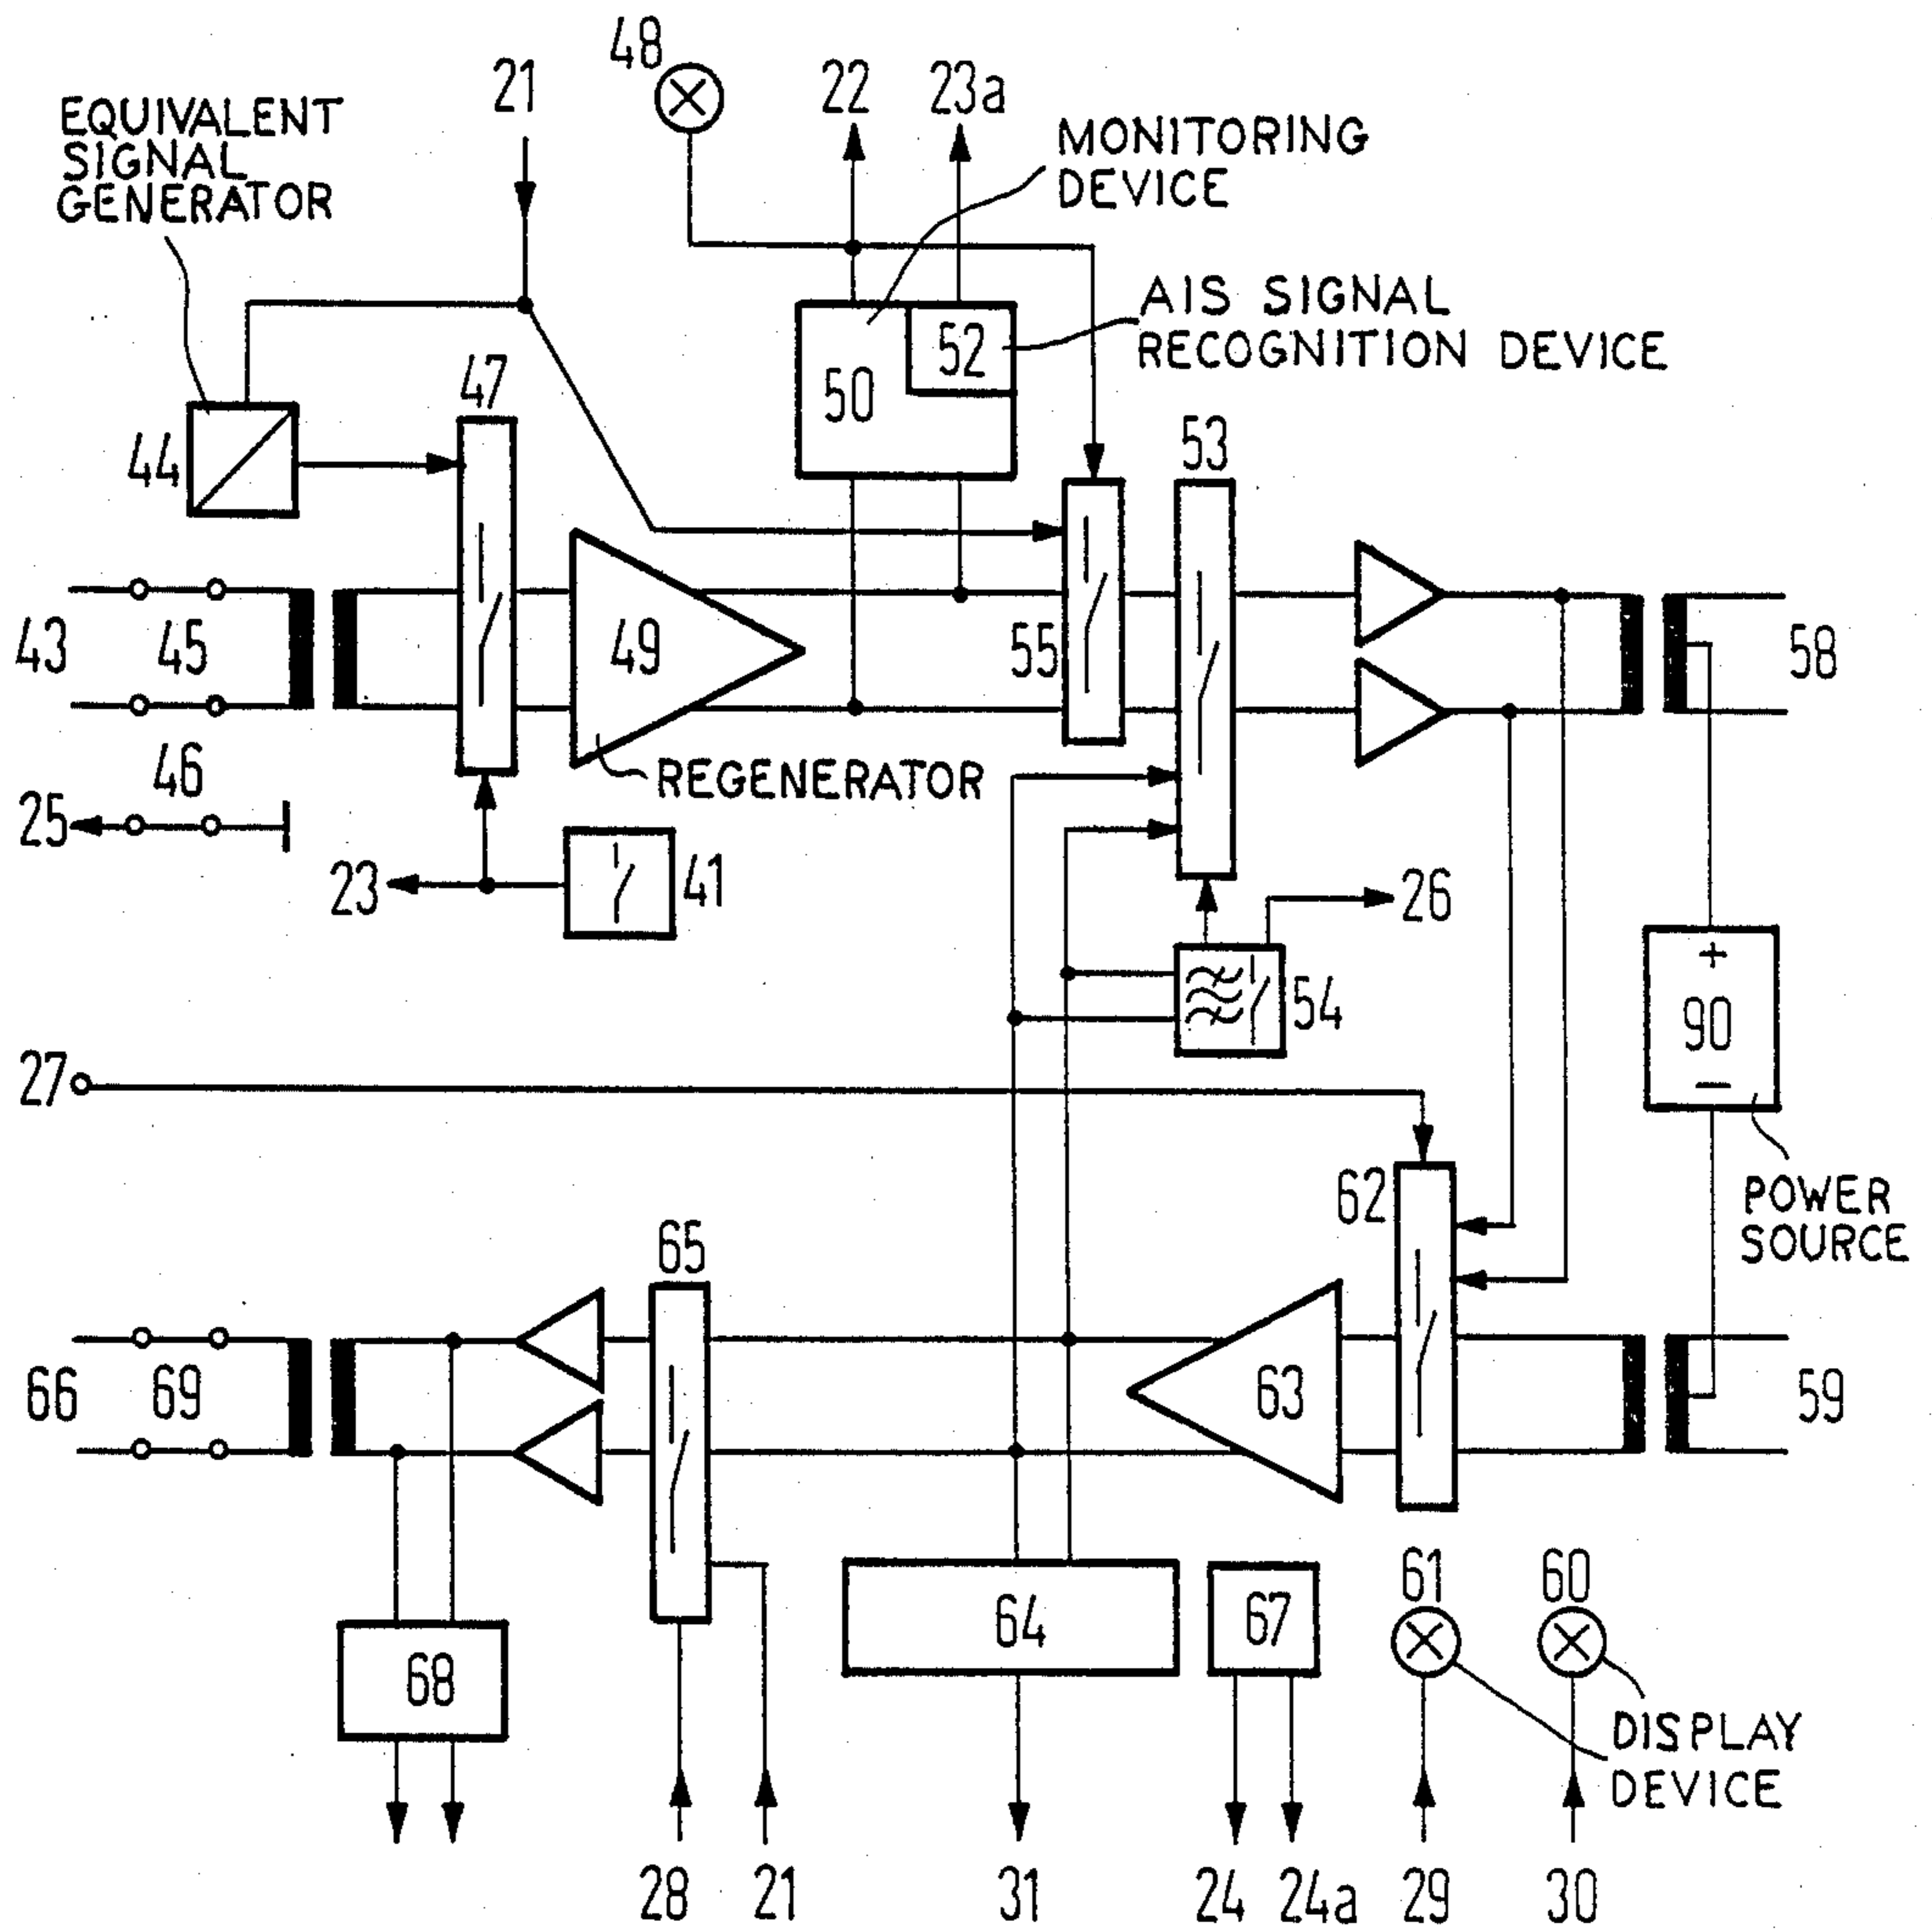 48
21
22
23a
EQUIVALENT
SIGNAL
GENERATOR
MONITORING
DEVICE
AIS SIGNAL
RECOGNITION DEVICE
47
52
50
44
53
43
45
49
55
58
46
REGENERATOR
25
23
41
26
54
90
+
−
27
62
POWER
SOURCE
65
66
69
63
59
61
60
64
67
68
DISPLAY
DEVICE
28
21
31
24
24a
29
30